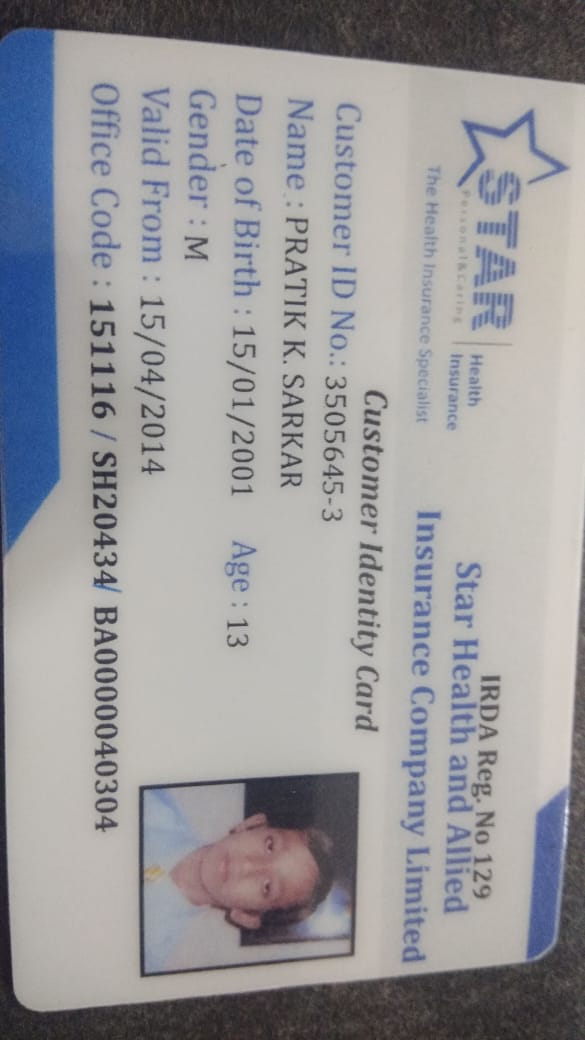 IRDA Reg. No 129
STAR Health Insurance
Personal & Caring
The Health Insurance Specialist
Star Health and Allied
Insurance Company Limited
Customer Identity Card
Customer ID No.: 3505645-3
Name : PRATIK K. SARKAR
Date of Birth : 15/01/2001 Age : 13
Gender : M
Valid From : 15/04/2014
Office Code : 151116 / SH20434/ BA0000040304